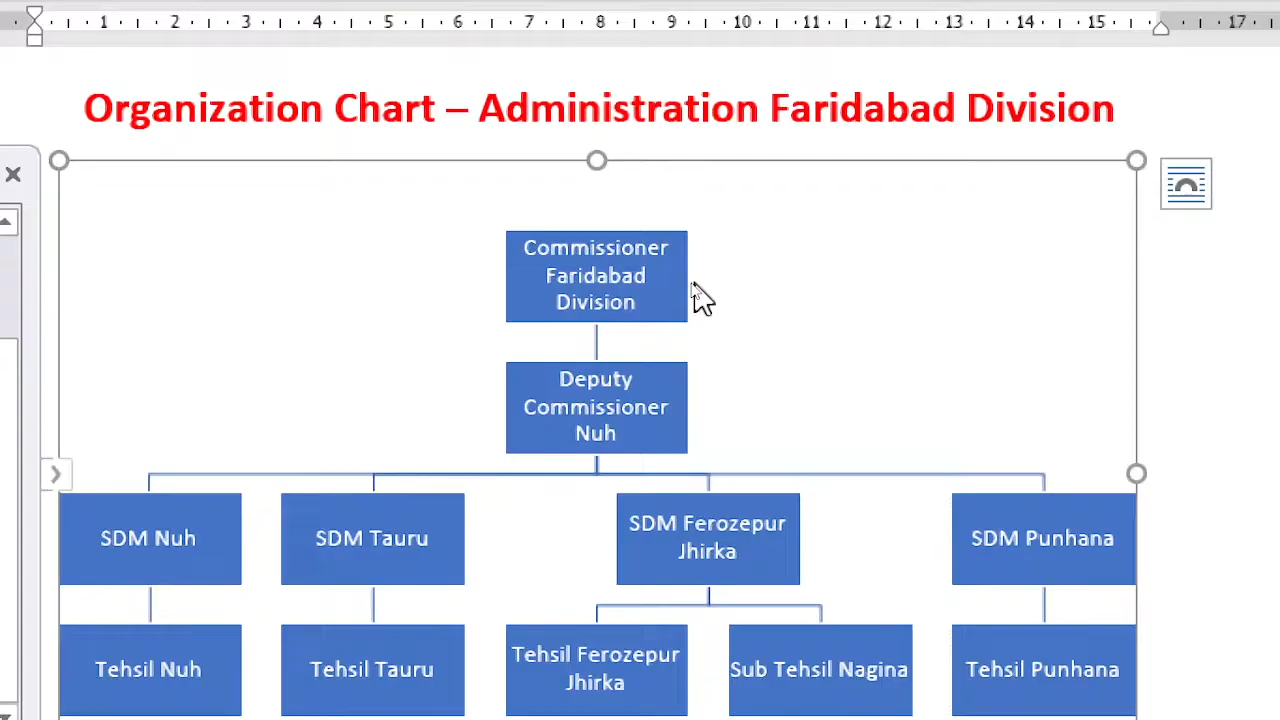 1 2 3 4 5 6 7 8 9 10 11 12 13 14 15 17
Organization Chart – Administration Faridabad Division
Commissioner
Faridabad
Division
Deputy
Commissioner
Nuh
SDM Nuh
SDM Tauru
SDM Ferozepur
Jhirka
SDM Punhana
Tehsil Nuh
Tehsil Tauru
Tehsil Ferozepur
Jhirka
Sub Tehsil Nagina
Tehsil Punhana